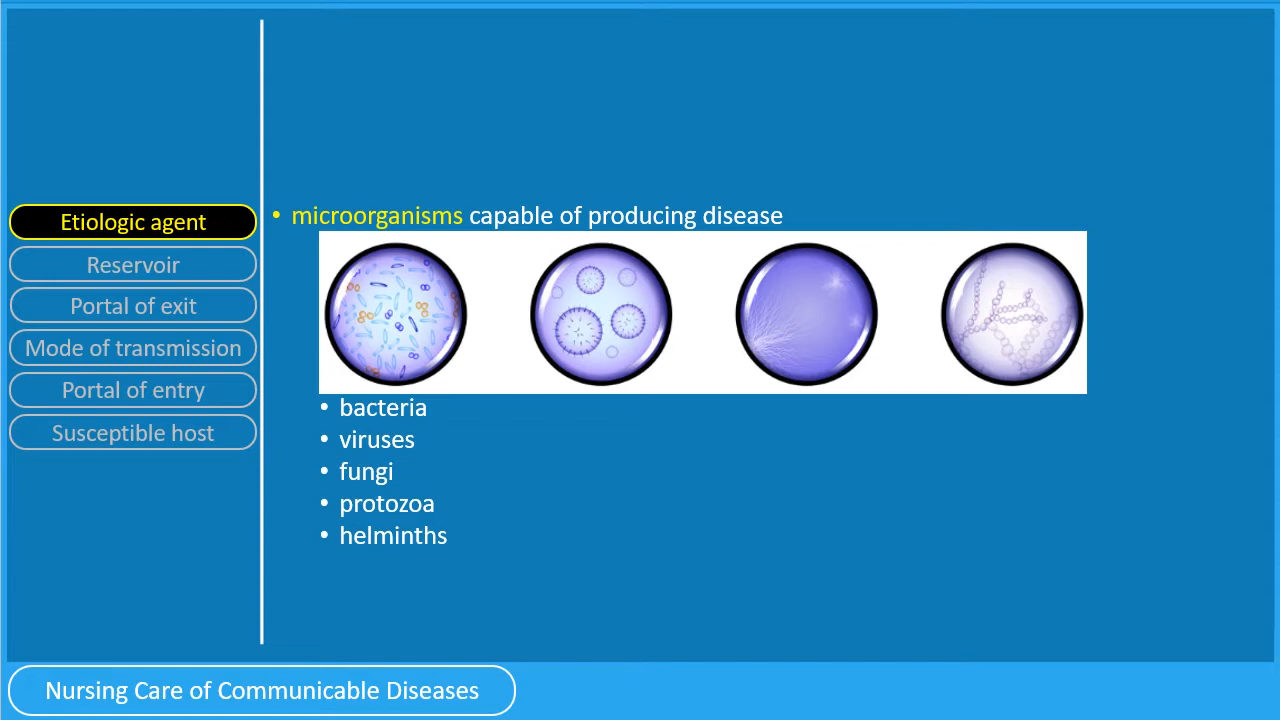 Etiologic agent
Reservoir
Portal of exit
Mode of transmission
Portal of entry
Susceptible host
• microorganisms capable of producing disease
• bacteria
• viruses
• fungi
• protozoa
• helminths
Nursing Care of Communicable Diseases